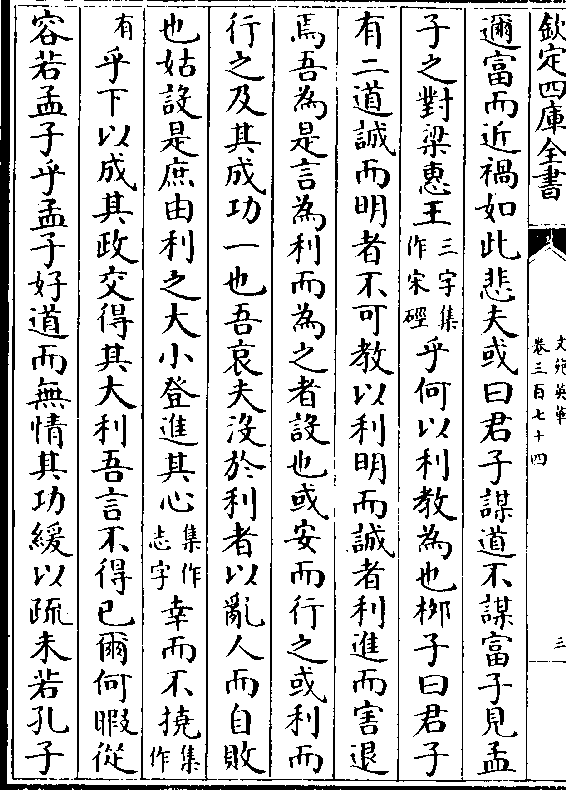 欽定四庫全書
文苑英華
卷三百七十四
三
邇富而近禍如此悲夫或曰君子謀道不謀富子見孟
子之對梁惠王三字集作宋硜乎何以利教為也栁子曰君子
有二道誠而明者不可教以利明而誠者利進而害退
焉吾為是言為利而為之者設也或安而行之或利而
行之及其成功一也吾哀夫沒於利者以亂人而自敗
也姑設是庶由利之大小登進其心集作志字幸而不撓集作
有乎下以成其政交得其大利吾言不得已爾何暇從
容若孟子乎孟子好道而無情其功緩以疏未若孔子